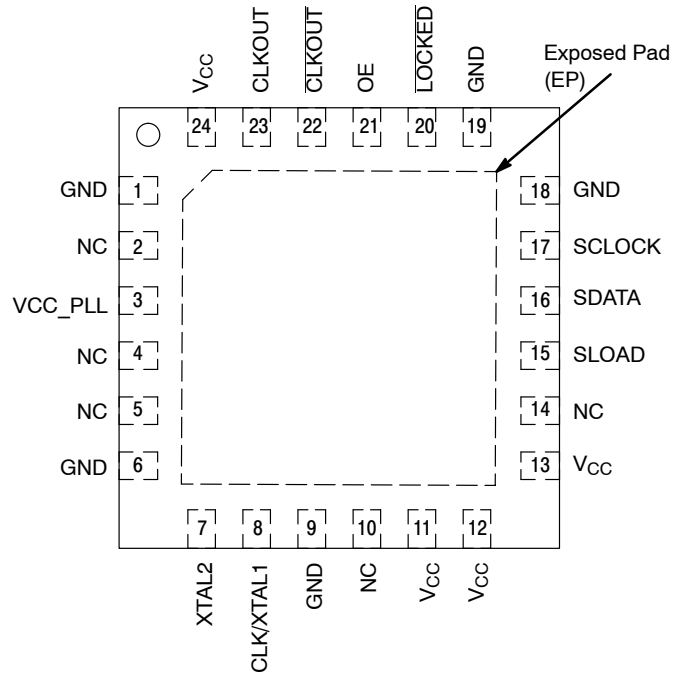 VCC
CLKOUT
C̅L̅K̅O̅U̅T̅
OE
L̅O̅C̅K̅E̅D̅
GND
Exposed Pad
(EP)
24
23
22
21
20
19
GND 1
18 GND
NC 2
17 SCLOCK
VCC_PLL 3
16 SDATA
NC 4
15 SLOAD
NC 5
14 NC
GND 6
13 VCC
7
8
9
10
11
12
XTAL2
CLK/XTAL1
GND
NC
VCC
VCC